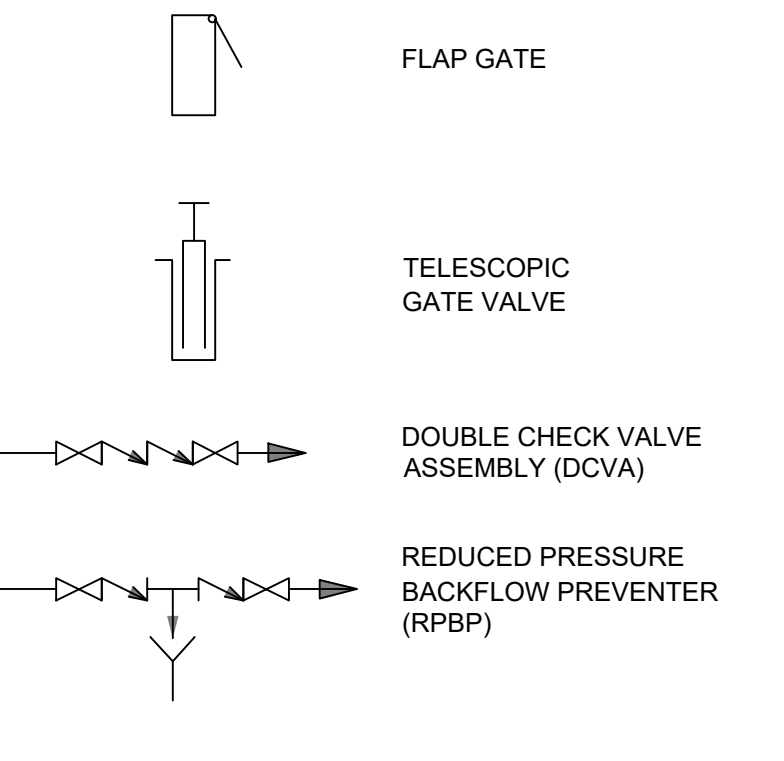 FLAP GATE
TELESCOPIC
GATE VALVE
DOUBLE CHECK VALVE
ASSEMBLY (DCVA)
REDUCED PRESSURE
BACKFLOW PREVENTER
(RPBP)